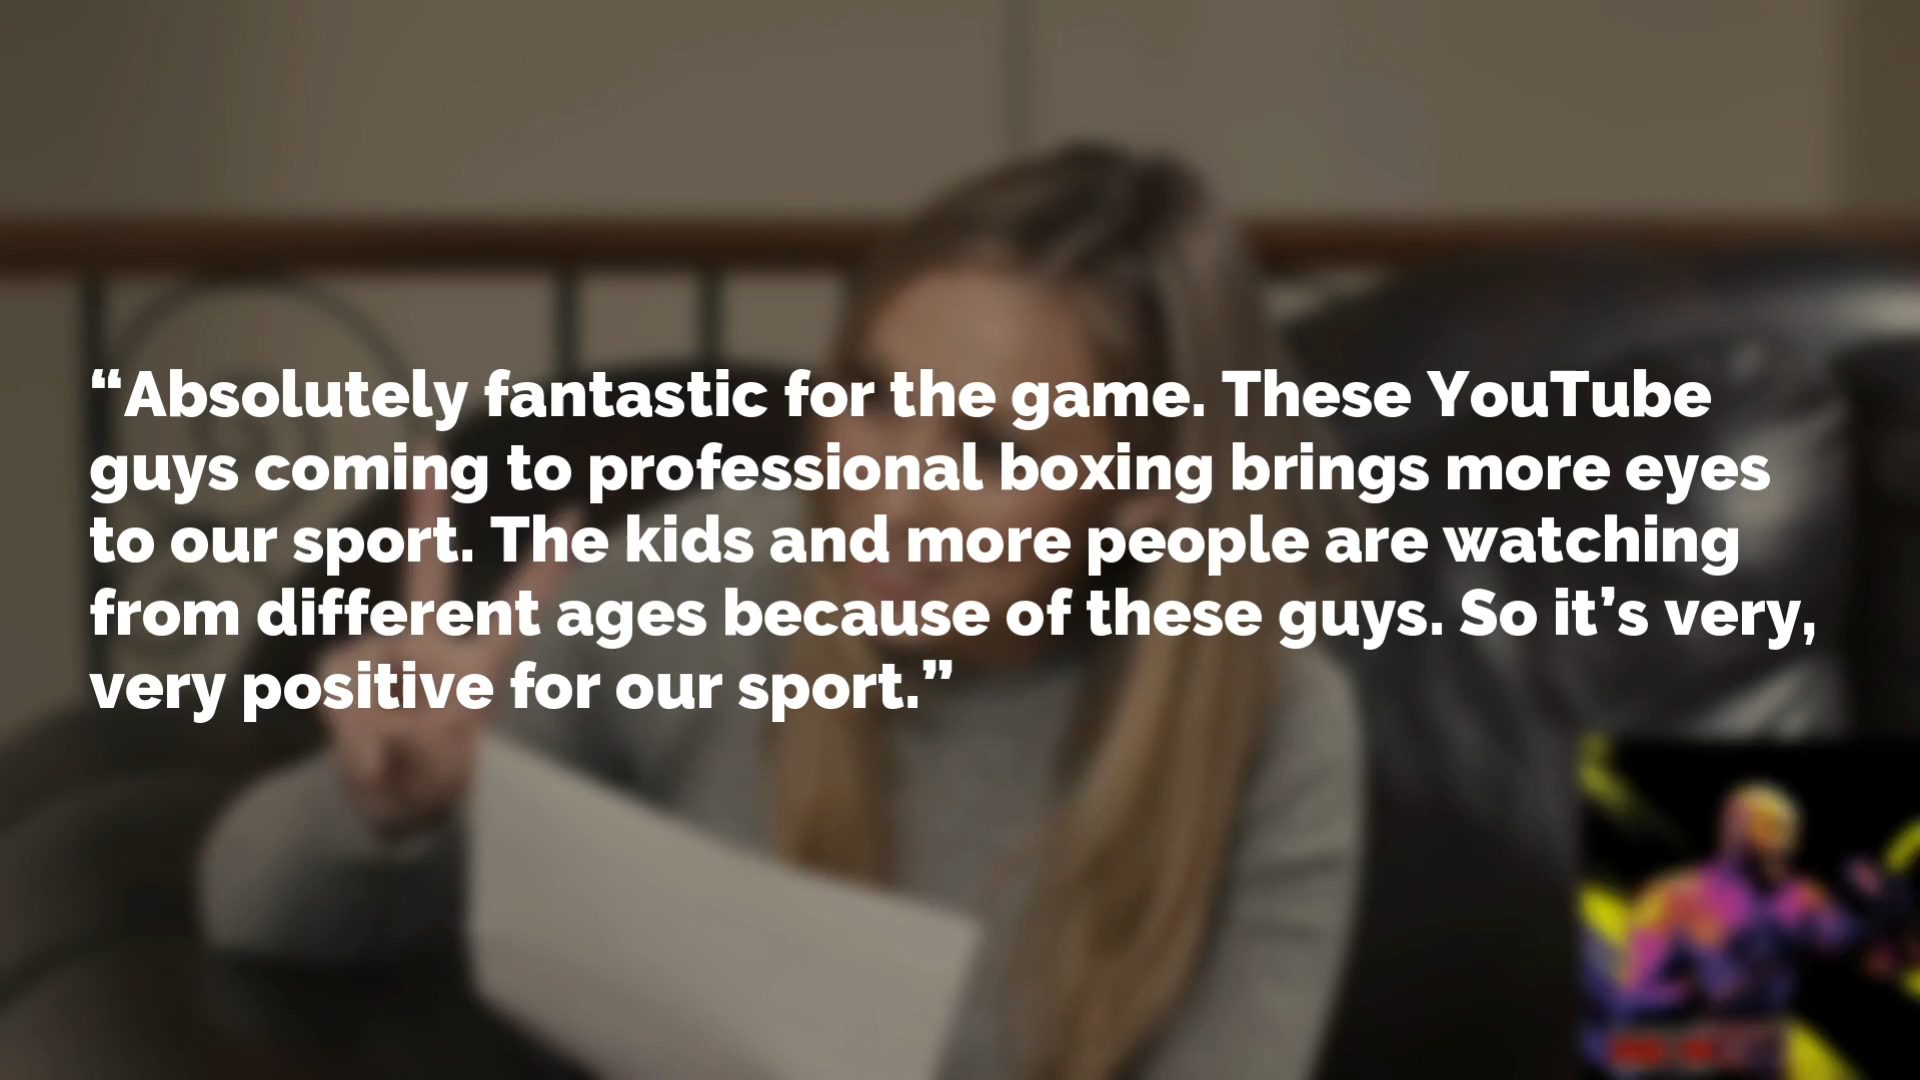 “Absolutely fantastic for the game. These YouTube
guys coming to professional boxing brings more eyes
to our sport. The kids and more people are watching
from different ages because of these guys. So it’s very,
very positive for our sport.”